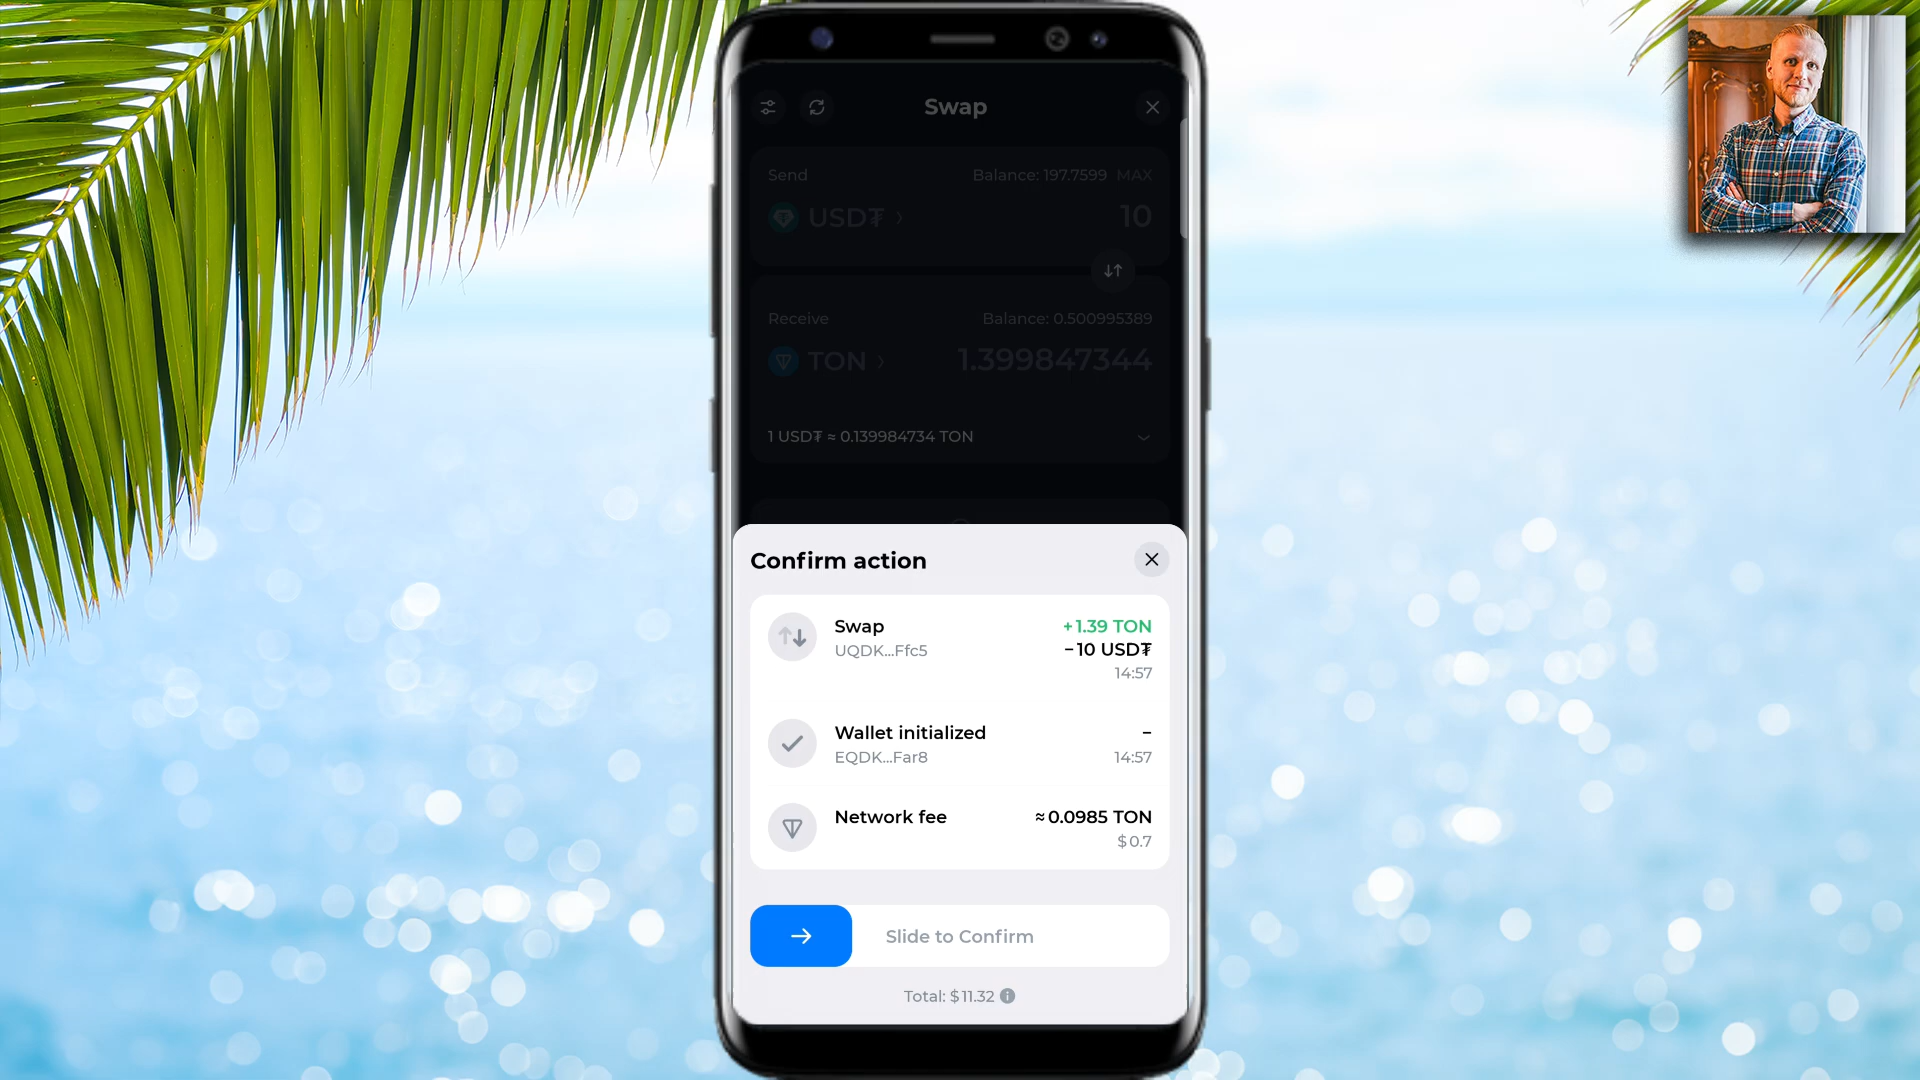 Swap
Send
Balance: 197.7599 MAX
USD₮ ›
10
Receive
Balance: 0.500995389
TON ›
1.399847344
1 USD₮ ≈ 0.139984734 TON
Confirm action
Swap
+1.39 TON
UQDK...Ffc5
−10 USD₮
14:57
Wallet initialized
−
EQDK...Far8
14:57
Network fee
≈0.0985 TON
$0.7
Slide to Confirm
Total: $11.32